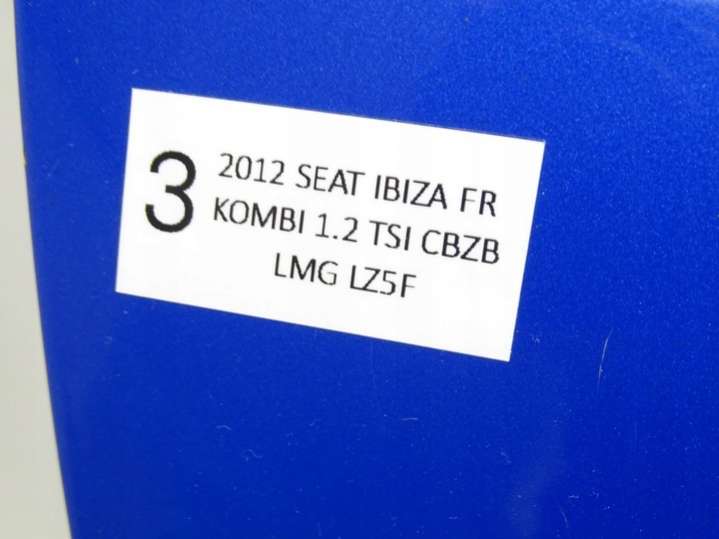 3
2012 SEAT IBIZA FR
KOMBI 1.2 TSI CBZB
LMG LZ5F